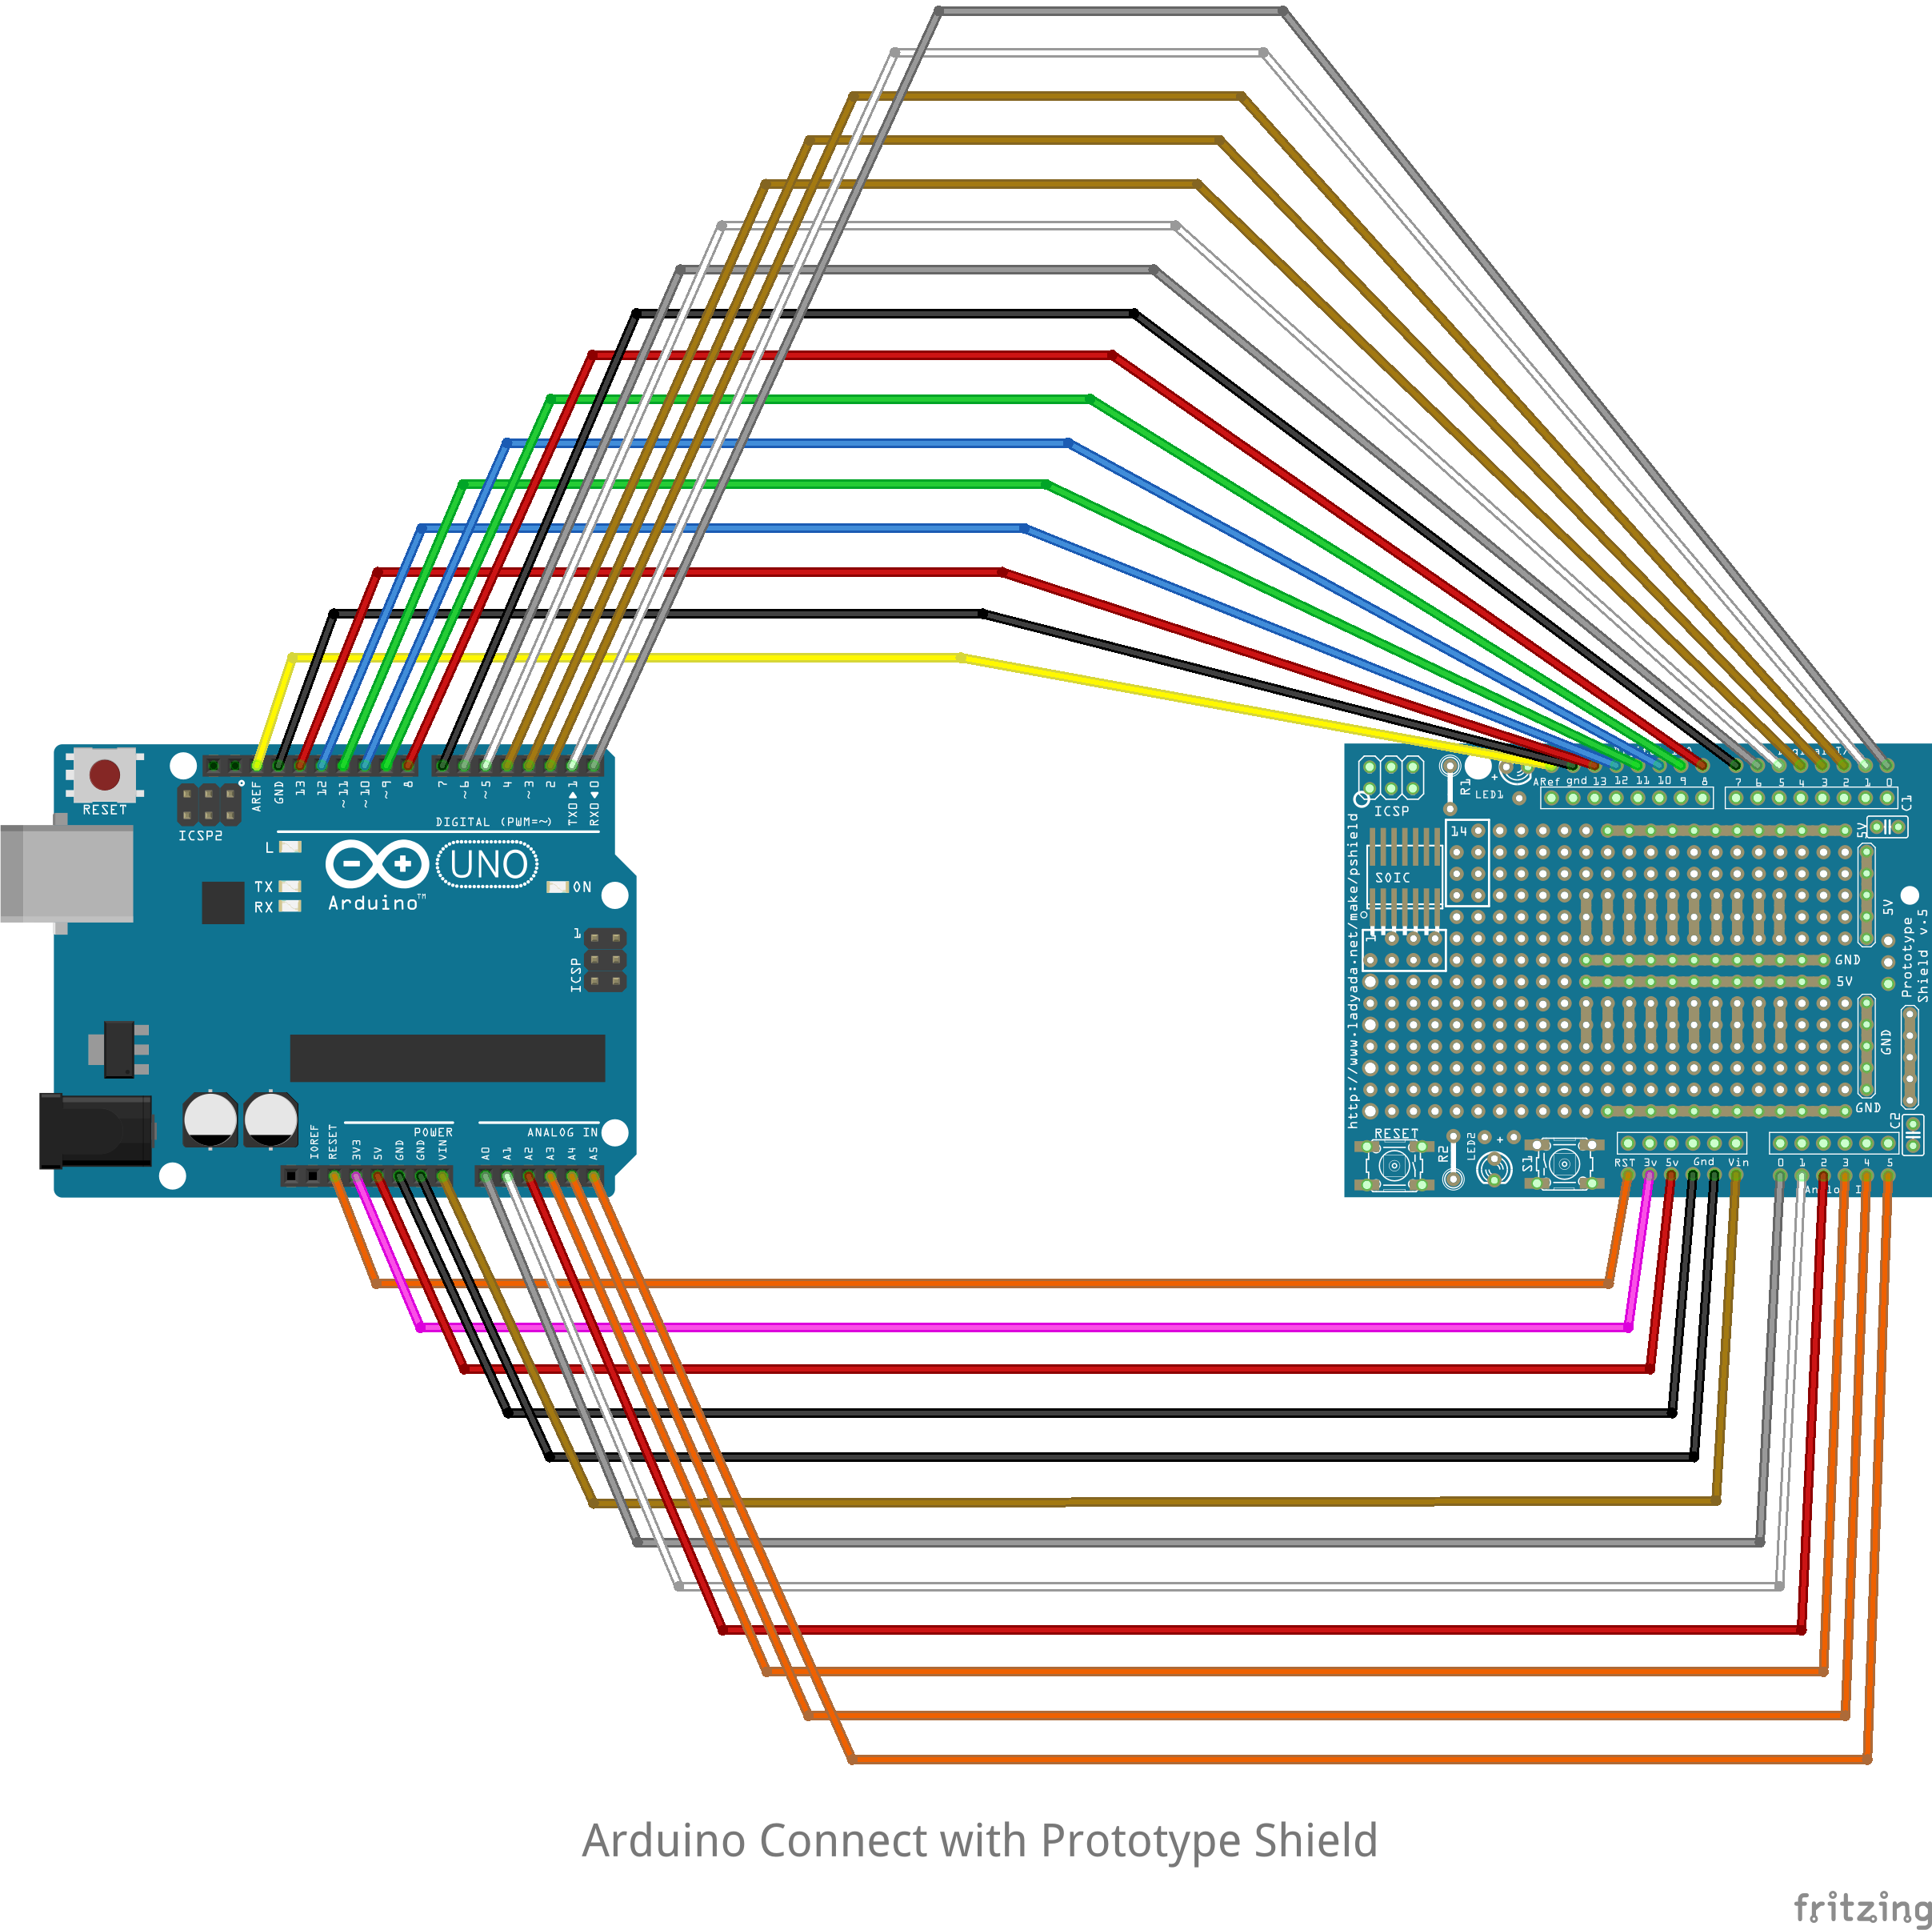 RESET
ICSP2
AREF
GND
13
12
~11
~10
~9
8
7
~6
~5
4
~3
2
TX0▶1
RX0◀0
DIGITAL (PWM=~)
L
TX
RX
UNO
Arduino™
ON
1
ICSP
IOREF
RESET
3V3
5V
GND
GND
VIN
POWER
A0
A1
A2
A3
A4
A5
ANALOG IN
ICSP
R1
+
LED1
ARef gnd 13 12 11 10 9 8
7 6 5 4 3 2 1 0
C1
5V
14
SOIC
1
http://www.ladyada.net/make/pshield
5V
GND
5V
GND
GND
Prototype
Shield v.5
C2
RESET
R2
LED2
+
S1
RST 3v 5v Gnd Vin
0 1 2 3 4 5
Arduino Connect with Prototype Shield
fritzing